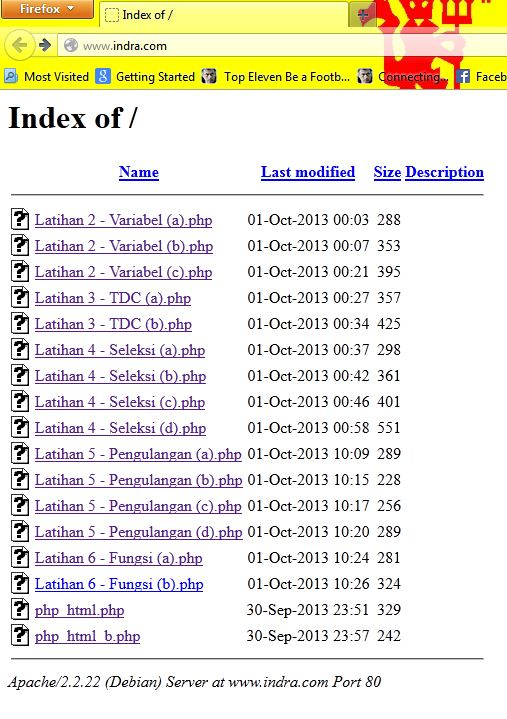 Firefox
Index of /
www.indra.com
Most Visited Getting Started Top Eleven Be a Footb... Connecting... Faceb
Index of /
Name Last modified Size Description
Latihan 2 - Variabel (a).php 01-Oct-2013 00:03 288
Latihan 2 - Variabel (b).php 01-Oct-2013 00:07 353
Latihan 2 - Variabel (c).php 01-Oct-2013 00:21 395
Latihan 3 - TDC (a).php 01-Oct-2013 00:27 357
Latihan 3 - TDC (b).php 01-Oct-2013 00:34 425
Latihan 4 - Seleksi (a).php 01-Oct-2013 00:37 298
Latihan 4 - Seleksi (b).php 01-Oct-2013 00:42 361
Latihan 4 - Seleksi (c).php 01-Oct-2013 00:46 401
Latihan 4 - Seleksi (d).php 01-Oct-2013 00:58 551
Latihan 5 - Pengulangan (a).php 01-Oct-2013 10:09 289
Latihan 5 - Pengulangan (b).php 01-Oct-2013 10:15 228
Latihan 5 - Pengulangan (c).php 01-Oct-2013 10:17 256
Latihan 5 - Pengulangan (d).php 01-Oct-2013 10:20 289
Latihan 6 - Fungsi (a).php 01-Oct-2013 10:24 281
Latihan 6 - Fungsi (b).php 01-Oct-2013 10:26 324
php_html.php 30-Sep-2013 23:51 329
php_html_b.php 30-Sep-2013 23:57 242
Apache/2.2.22 (Debian) Server at www.indra.com Port 80